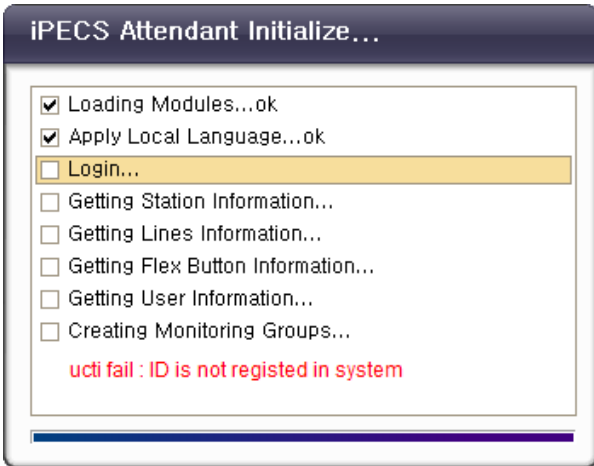 iPECS Attendant Initialize...
Loading Modules...ok
Apply Local Language...ok
Login...
Getting Station Information...
Getting Lines Information...
Getting Flex Button Information...
Getting User Information...
Creating Monitoring Groups...
ucti fail : ID is not registed in system